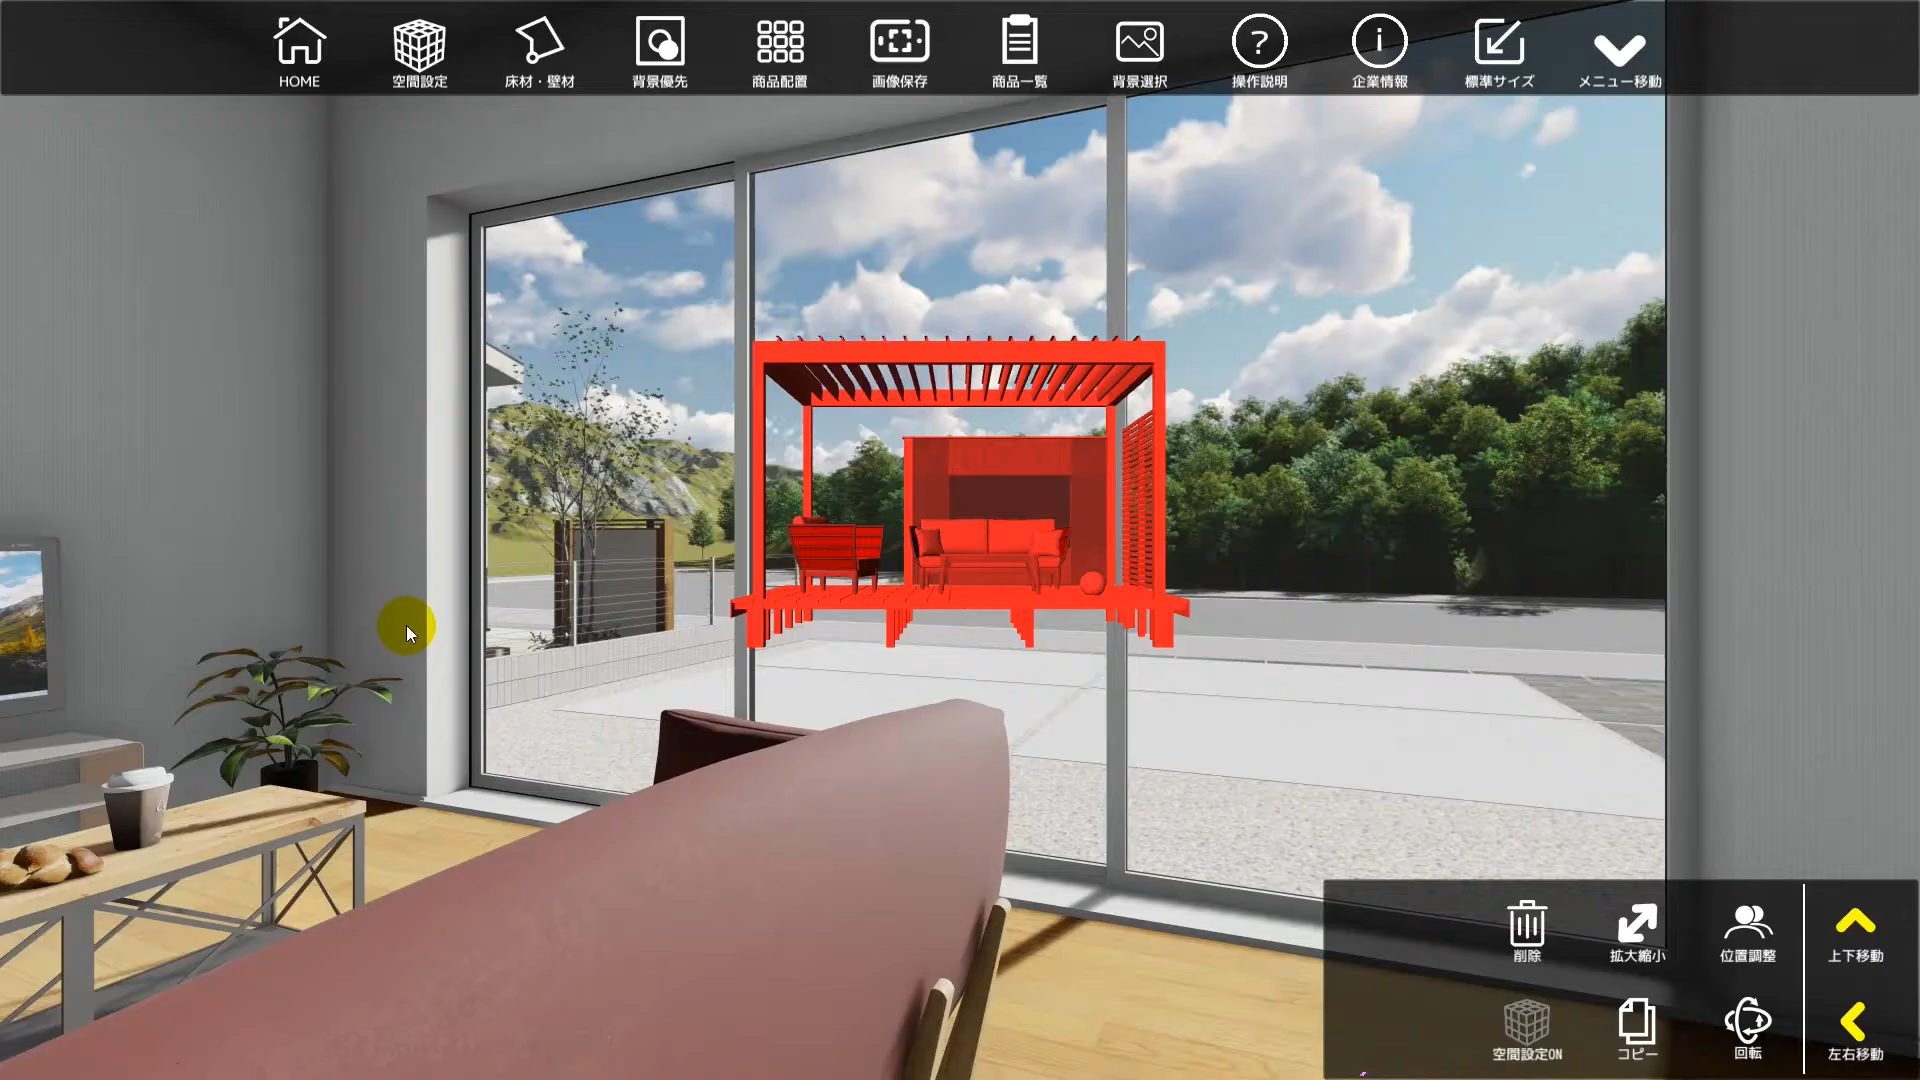 HOME
空間設定
床材・壁材
背景優先
商品配置
画像保存
商品一覧
背景選択
操作説明
企業情報
標準サイズ
メニュー移動
削除
拡大縮小
位置調整
上下移動
空間設定ON
コピー
回転
左右移動